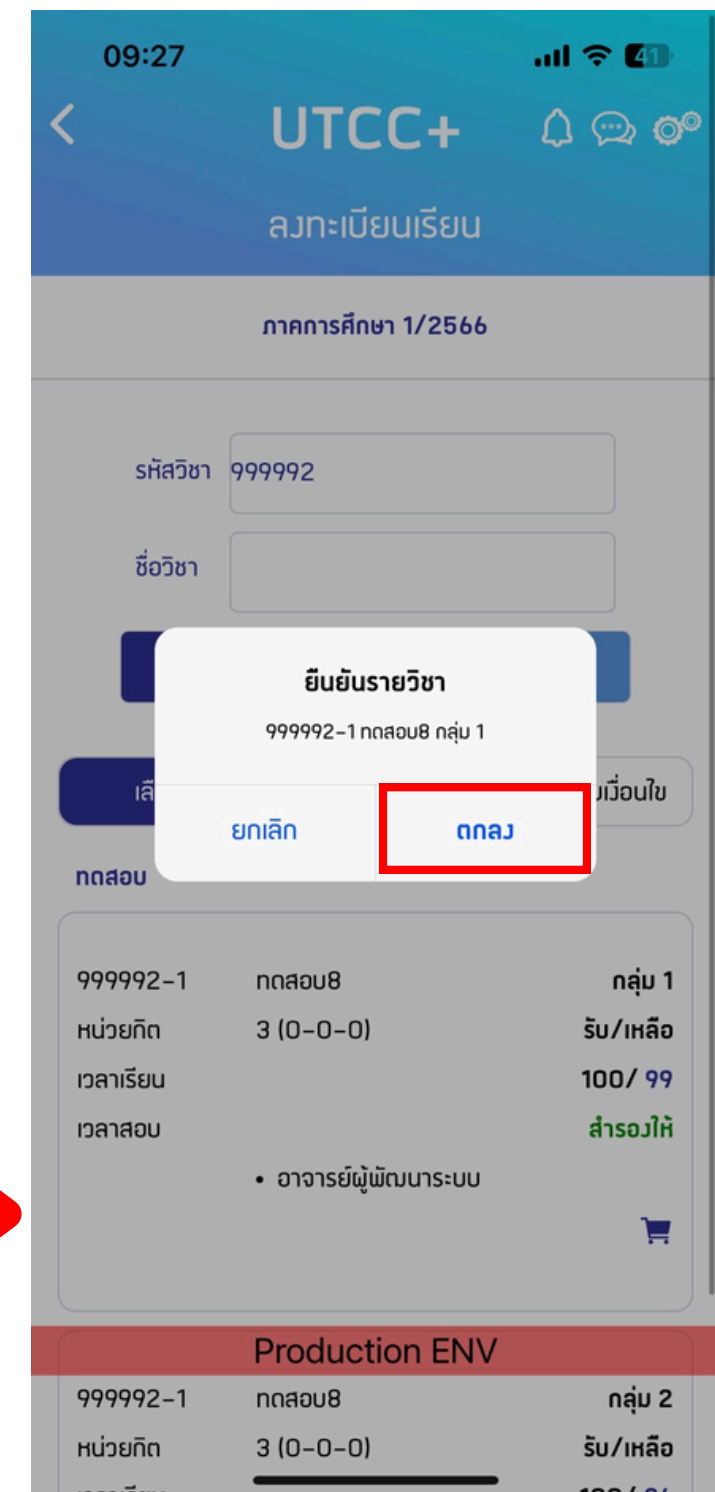 09:27 41
UTCC+
ลงทะเบียนเรียน
ภาคการศึกษา 1/2566
รหัสวิชา 999992
ชื่อวิชา
ยืนยันรายวิชา
999992-1 ทดสอบ8 กลุ่ม 1
ยกเลิก ตกลง
ทดสอบ
999992-1 ทดสอบ8 กลุ่ม 1
หน่วยกิต 3 (0-0-0) รับ/เหลือ
เวลาเรียน 100/ 99
เวลาสอบ สำรองให้
• อาจารย์ผู้พัฒนาระบบ
Production ENV
999992-1 ทดสอบ8 กลุ่ม 2
หน่วยกิต 3 (0-0-0) รับ/เหลือ